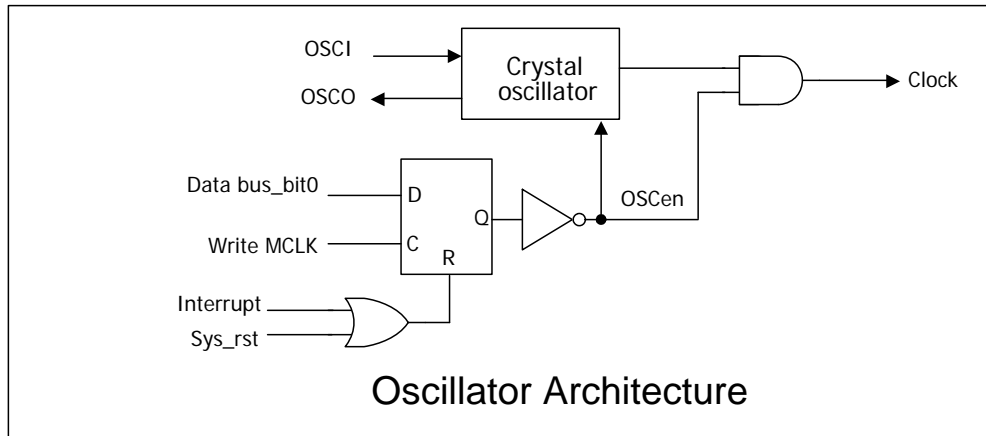 OSCI
Crystal
oscillator
OSCO
Clock
Data bus_bit0
D
Q
OSCen
Write MCLK
C
R
Interrupt
Sys_rst
Oscillator Architecture